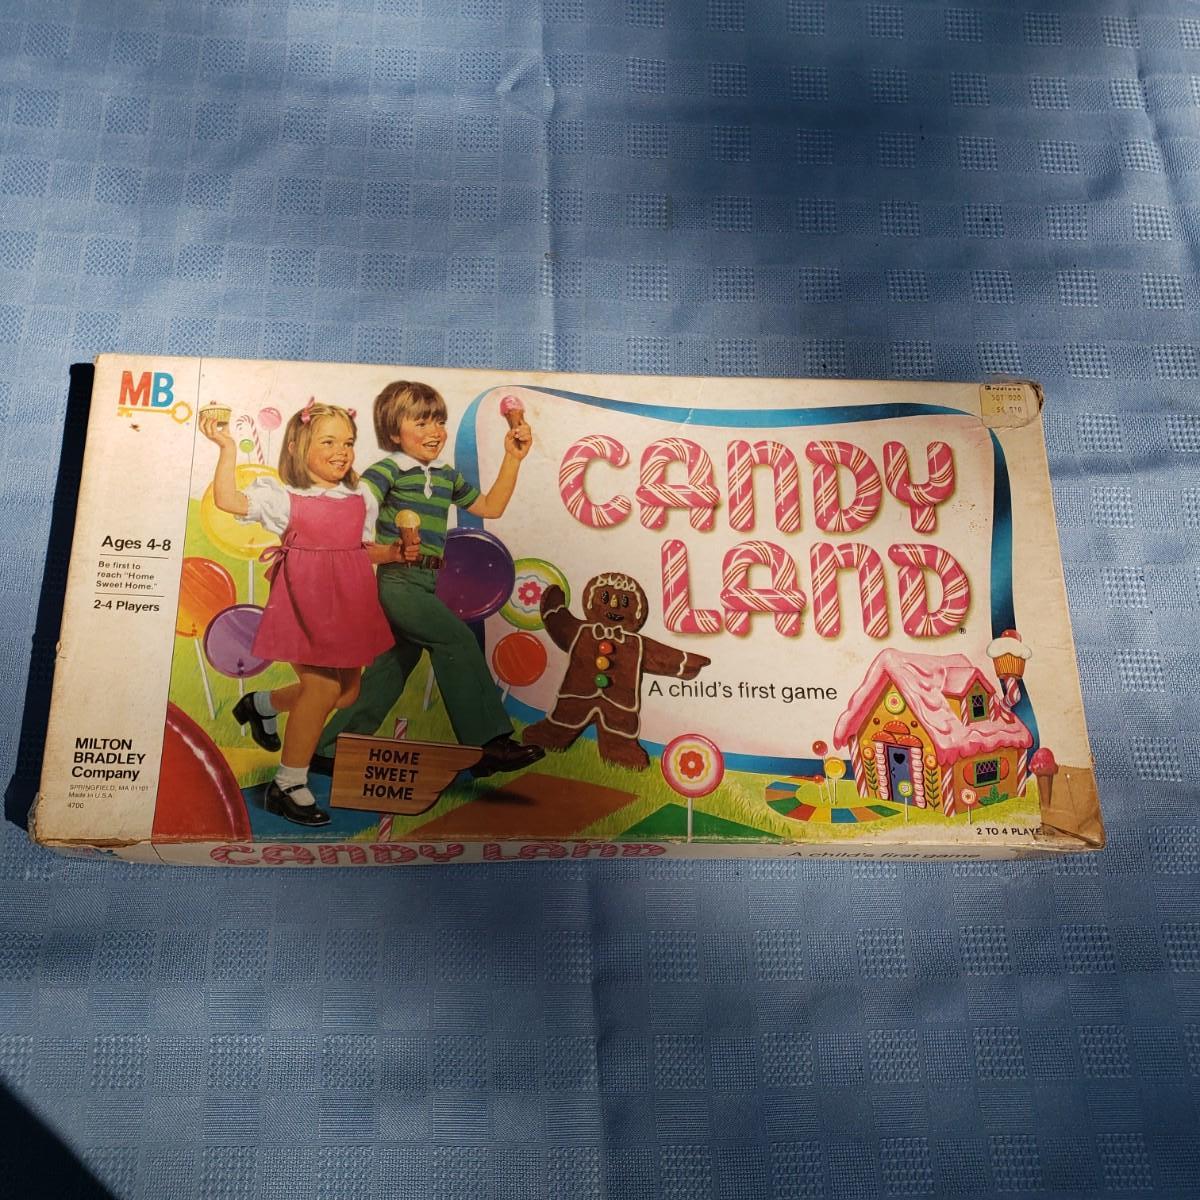 MB
Ages 4-8
Be first to
reach "Home
Sweet Home."
2-4 Players
MILTON
BRADLEY
Company
SPRINGFIELD, MA 01101
Made in U.S.A.
4700
HOME
SWEET
HOME
CANDY
LAND®
A child's first game
2 TO 4 PLAYE
CANDY LAND
A child's first game